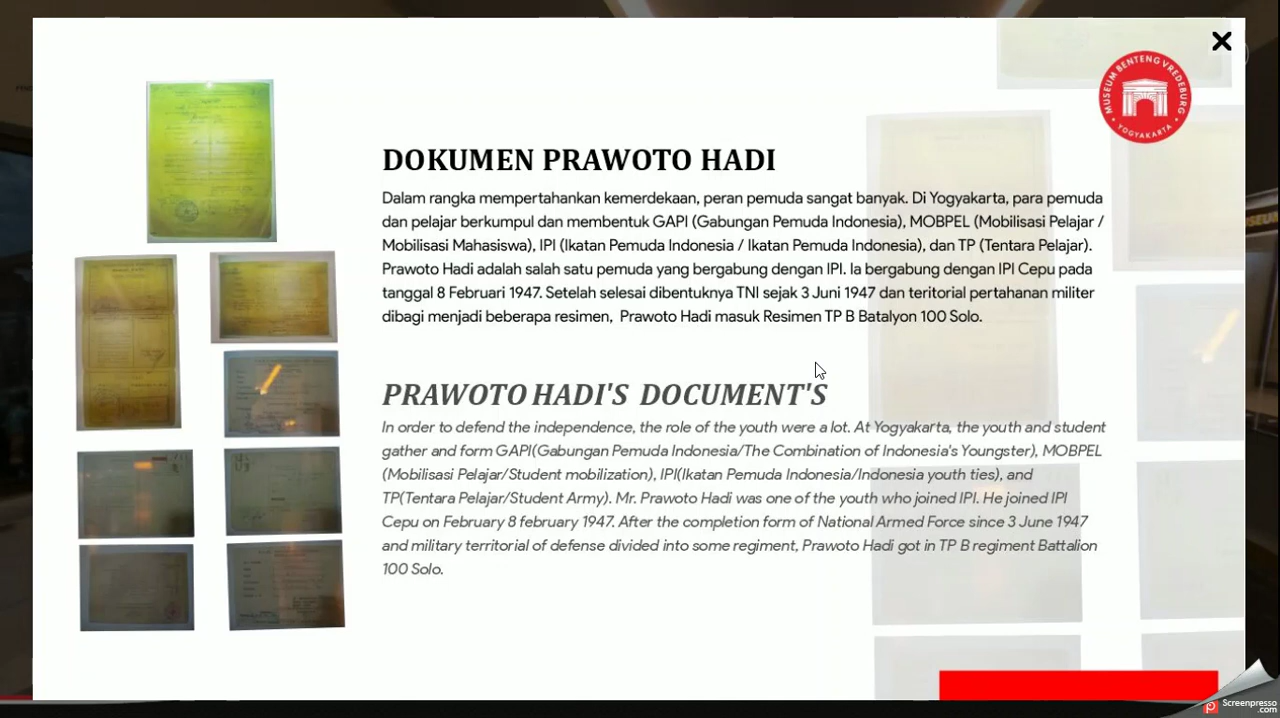 MUSEUM BENTENG VREDEBURG
YOGYAKARTA
DOKUMEN PRAWOTO HADI
Dalam rangka mempertahankan kemerdekaan, peran pemuda sangat banyak. Di Yogyakarta, para pemuda
dan pelajar berkumpul dan membentuk GAPI (Gabungan Pemuda Indonesia), MOBPEL (Mobilisasi Pelajar /
Mobilisasi Mahasiswa), IPI (Ikatan Pemuda Indonesia / Ikatan Pemuda Indonesia), dan TP (Tentara Pelajar).
Prawoto Hadi adalah salah satu pemuda yang bergabung dengan IPI. Ia bergabung dengan IPI Cepu pada
tanggal 8 Februari 1947. Setelah selesai dibentuknya TNI sejak 3 Juni 1947 dan teritorial pertahanan militer
dibagi menjadi beberapa resimen, Prawoto Hadi masuk Resimen TP B Batalyon 100 Solo.
PRAWOTO HADI'S DOCUMENT'S
In order to defend the independence, the role of the youth were a lot. At Yogyakarta, the youth and student
gather and form GAPI(Gabungan Pemuda Indonesia/The Combination of Indonesia's Youngster), MOBPEL
(Mobilisasi Pelajar/Student mobilization), IPI(Ikatan Pemuda Indonesia/Indonesia youth ties), and
TP(Tentara Pelajar/Student Army). Mr. Prawoto Hadi was one of the youth who joined IPI. He joined IPI
Cepu on February 8 february 1947. After the completion form of National Armed Force since 3 June 1947
and military territorial of defense divided into some regiment, Prawoto Hadi got in TP B regiment Battalion
100 Solo.
Screenpresso
.com